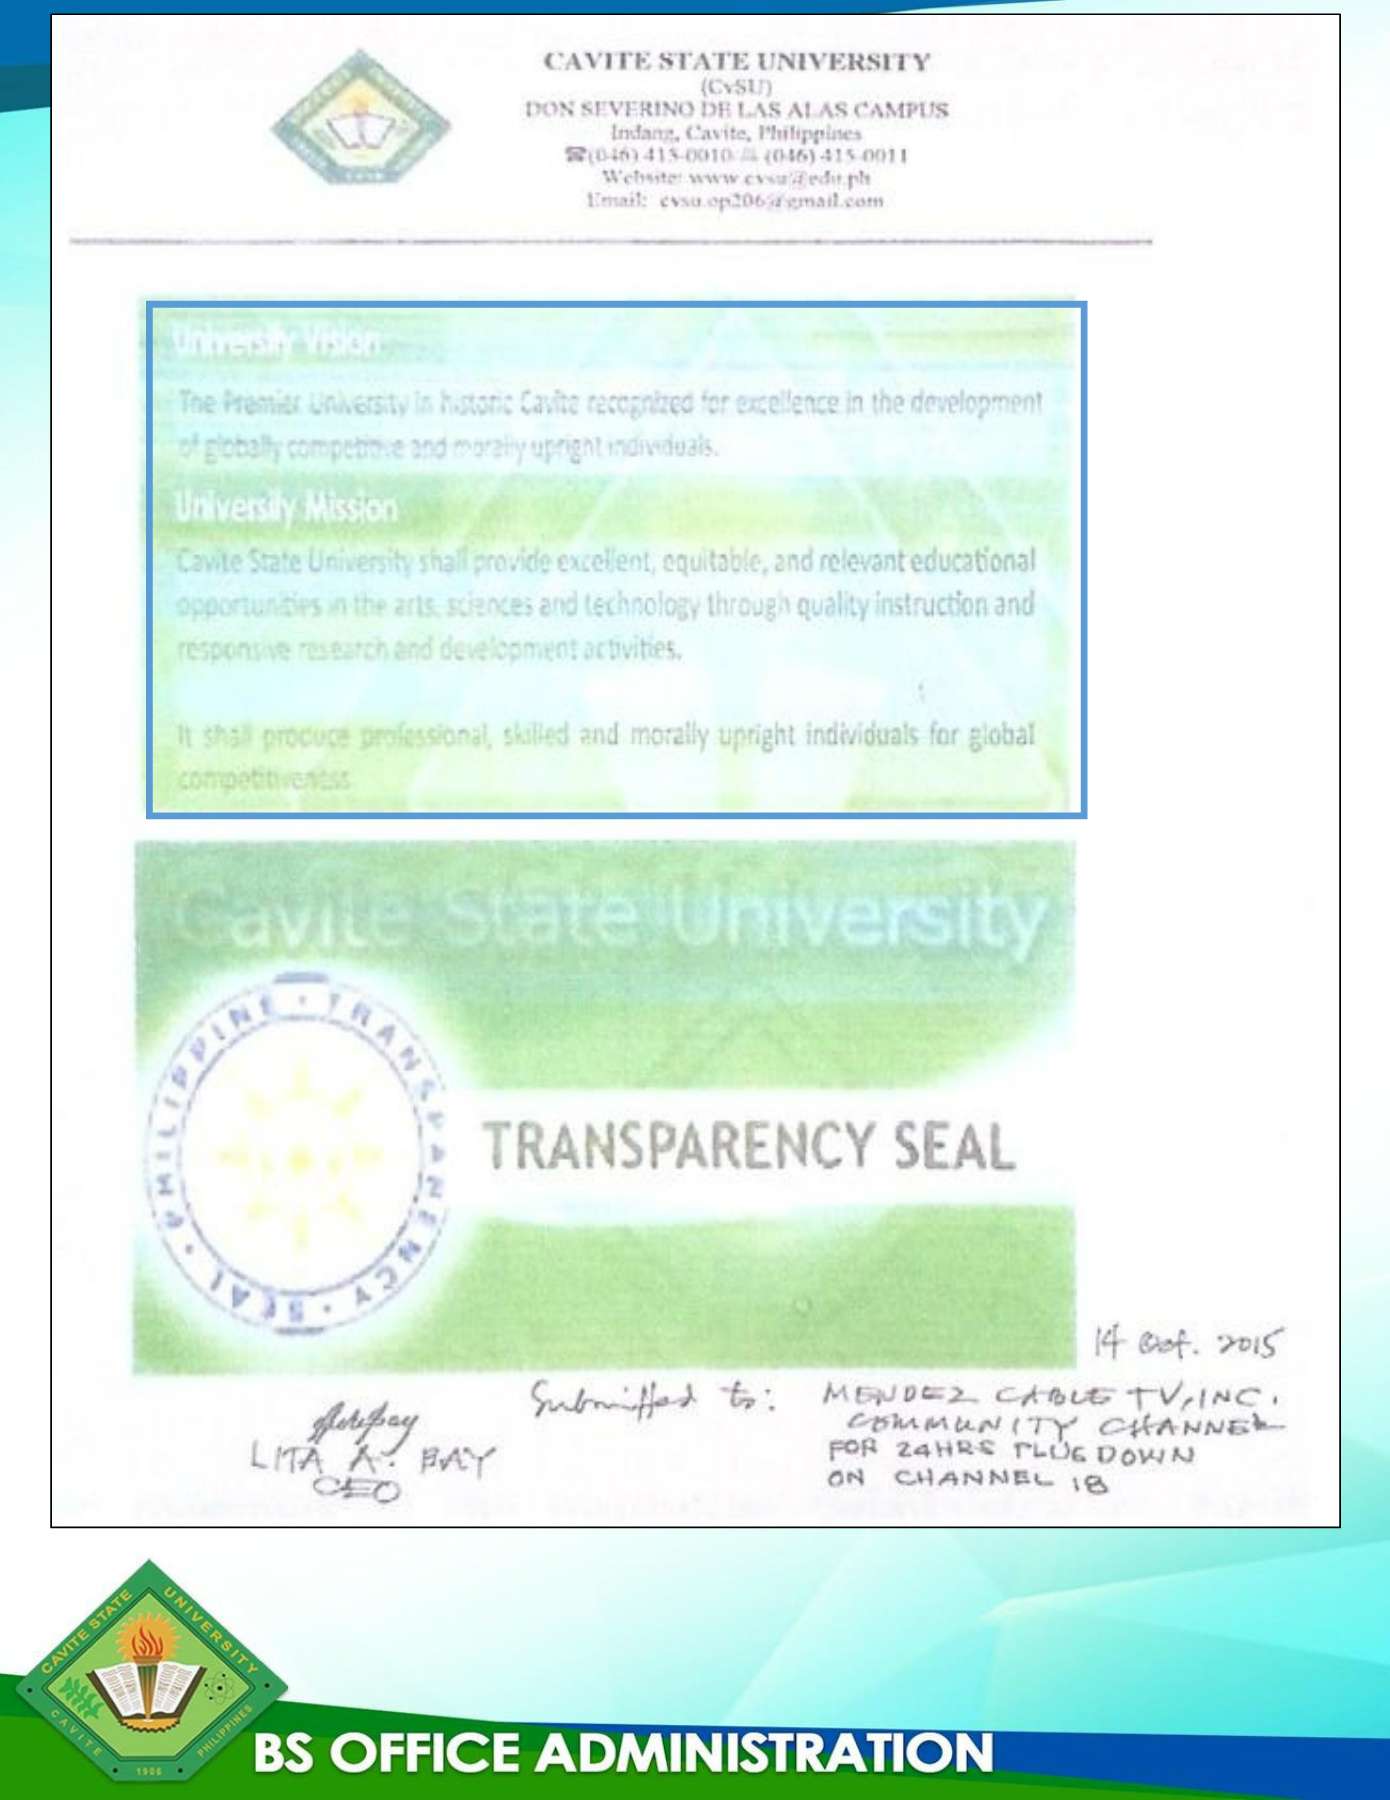 CAVITE STATE UNIVERSITY
(CvSU)
DON SEVERINO DE LAS ALAS CAMPUS
Indang, Cavite, Philippines
☎(046) 415-0010 (046) 415-0011
Website: www.cvsu@edu.ph
Email: cvsu.op206@gmail.com
University Vision
The Premier University in historic Cavite recognized for excellence in the development
of globally competitive and morally upright individuals.
University Mission
Cavite State University shall provide excellent, equitable, and relevant educational
opportunities in the arts, sciences and technology through quality instruction and
responsive research and development activities.
It shall produce professional, skilled and morally upright individuals for global
competitiveness.
Cavite State University
PHILIPPINE • TRANSPARENCY • SEAL •
TRANSPARENCY SEAL
14 Oct. 2015
Submitted to: MENDEZ CABLE TV, INC.
COMMUNITY CHANNEL
FOR 24HRS PLUG DOWN
ON CHANNEL 18
LITA A. BAY
CEO
CAVITE STATE UNIVERSITY
CAVITE • 1906 • PHILIPPINES
BS OFFICE ADMINISTRATION